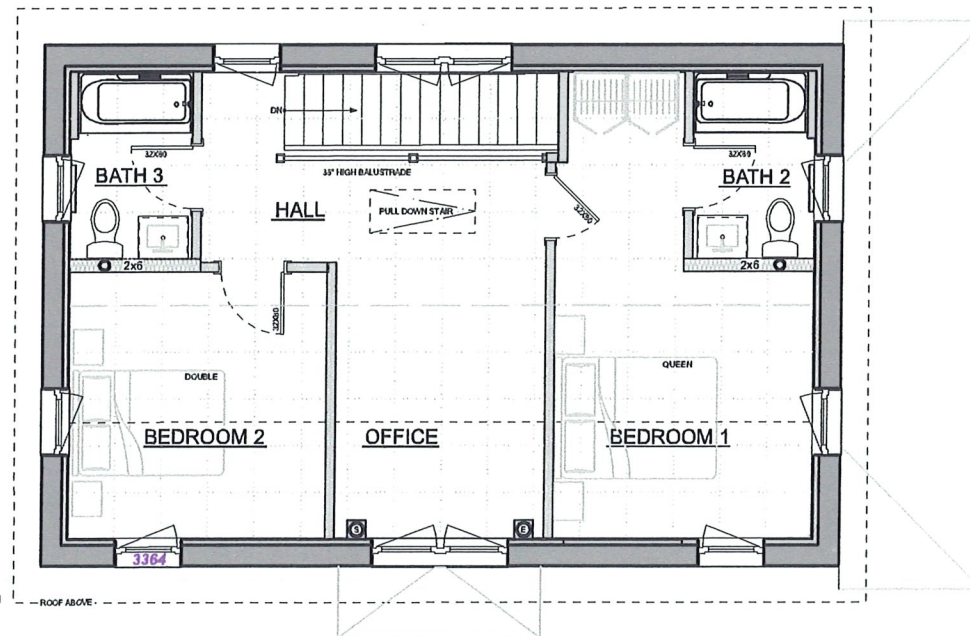 DN
32X80
32X80
BATH 3
BATH 2
HALL
36" HIGH BALUSTRADE
PULL DOWN STAIR
32X80
2x6
2x6
32X80
DOUBLE
QUEEN
BEDROOM 2
OFFICE
BEDROOM 1
S
E
3364
ROOF ABOVE